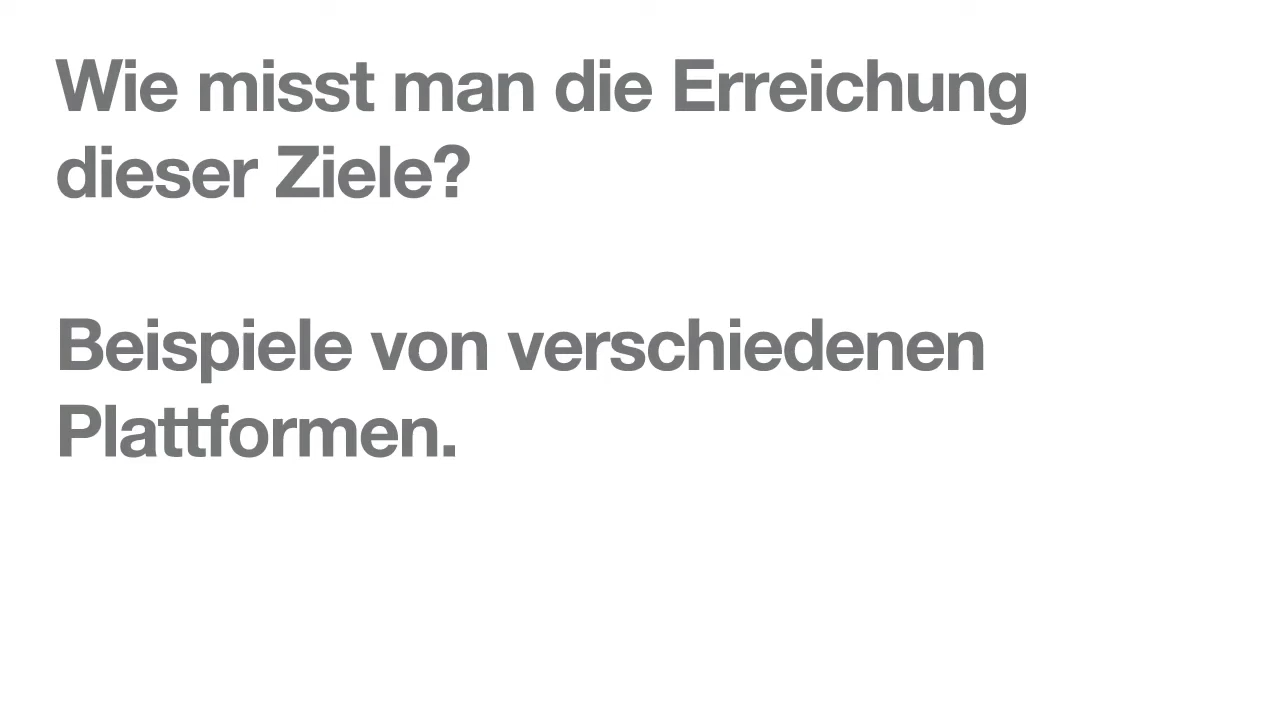 Wie misst man die Erreichung
dieser Ziele?
Beispiele von verschiedenen
Plattformen.